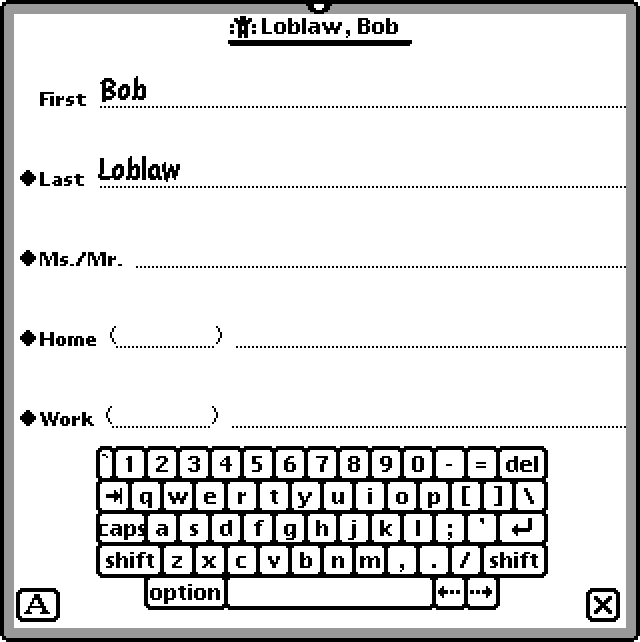 Loblaw, Bob
First Bob
Last Loblaw
Ms./Mr.
Home ( )
Work ( )
` 1 2 3 4 5 6 7 8 9 0 - = del
q w e r t y u i o p [ ] \
caps a s d f g h j k l ; '
shift z x c v b n m , . / shift
option
A